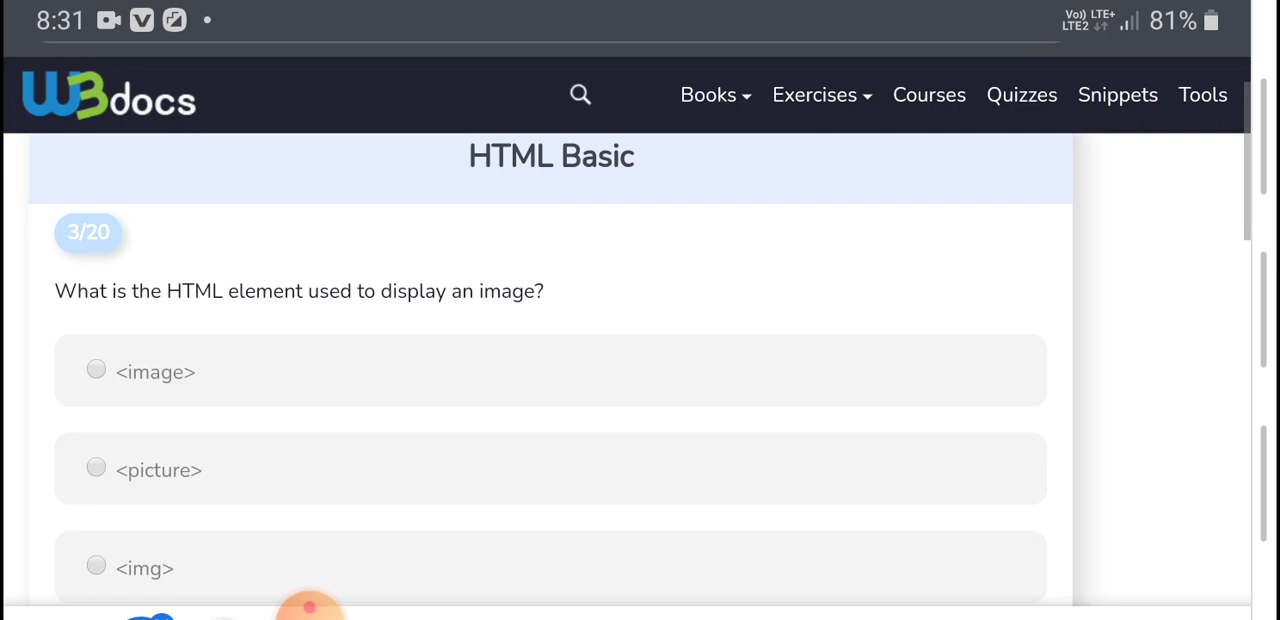 8:31
Vo) LTE+
LTE2
81%
W3docs
Books
Exercises
Courses
Quizzes
Snippets
Tools
HTML Basic
3/20
What is the HTML element used to display an image?
<image>
<picture>
<img>